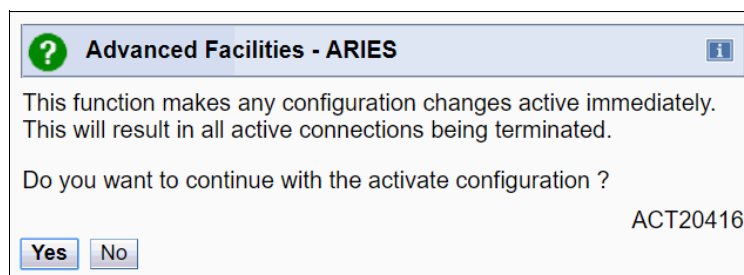 Advanced Facilities - ARIES
This function makes any configuration changes active immediately.
This will result in all active connections being terminated.
Do you want to continue with the activate configuration ?
ACT20416
Yes No